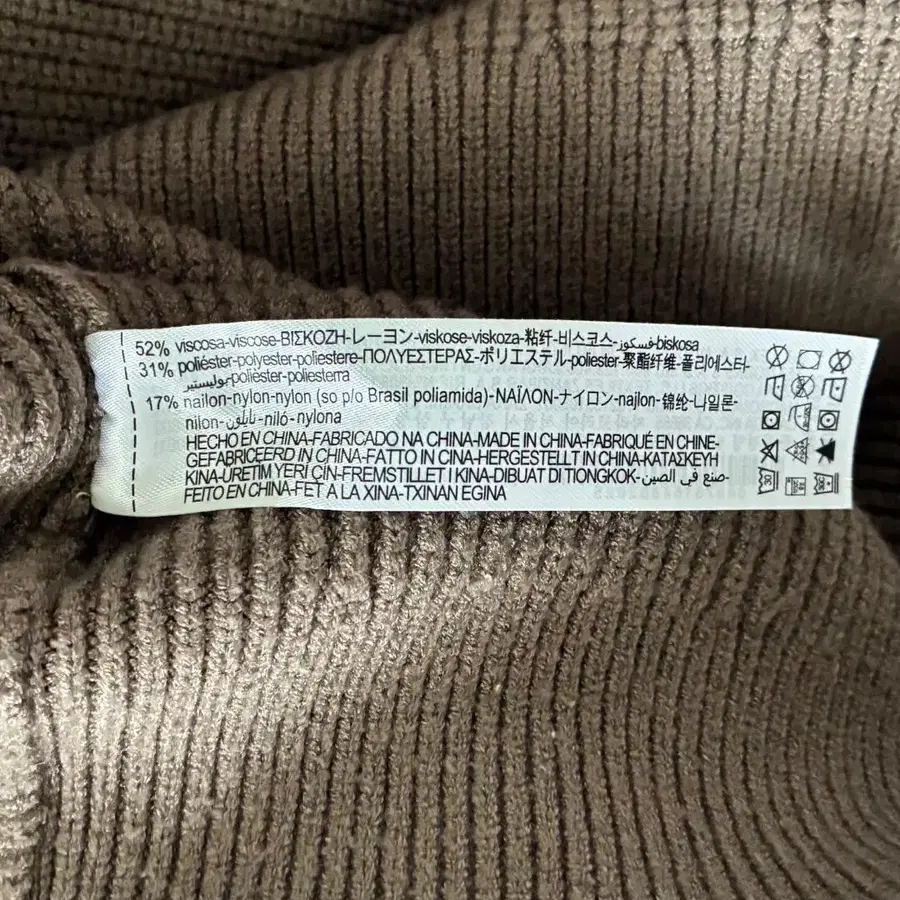 52% viscosa-viscose-ΒΙΣΚΟΖΗ-レーヨン-viskose-viskoza-粘纤-비스코스-فسكوز-biskosa
31% poliéster-polyester-poliestere-ΠΟΛΥΕΣΤΕΡΑΣ-ポリエステル-poliester-聚酯纤维-폴리에스타-
بوليستير-poliester-poliesterra
17% nailon-nylon-nylon (so p/o Brasil poliamida)-ΝΑΪΛΟΝ-ナイロン-najlon-锦纶-나일론-
nilon-نايلون-niló-nylona
HECHO EN CHINA-FABRICADO NA CHINA-MADE IN CHINA-FABRIQUÉ EN CHINE-
GEFABRICEERD IN CHINA-FATTO IN CINA-HERGESTELLT IN CHINA-ΚΑΤΑΣΚΕΥΗ
ΚΙΝΑ-ÜRETİM YERİ ÇİN-FREMSTILLET I KINA-DIBUAT DI TIONGKOK-صنع في الصين-
FEITO EN CHINA-FET A LA XINA-TXINAN EGINA